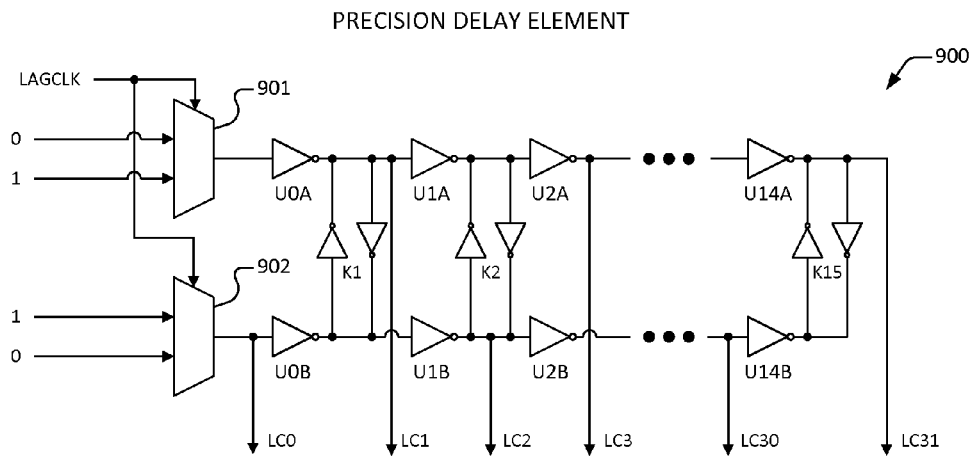 PRECISION DELAY ELEMENT
900
LAGCLK
901
0
1
U0A
U1A
U2A
U14A
K1
K2
K15
902
1
0
U0B
U1B
U2B
U14B
LC0
LC1
LC2
LC3
LC30
LC31